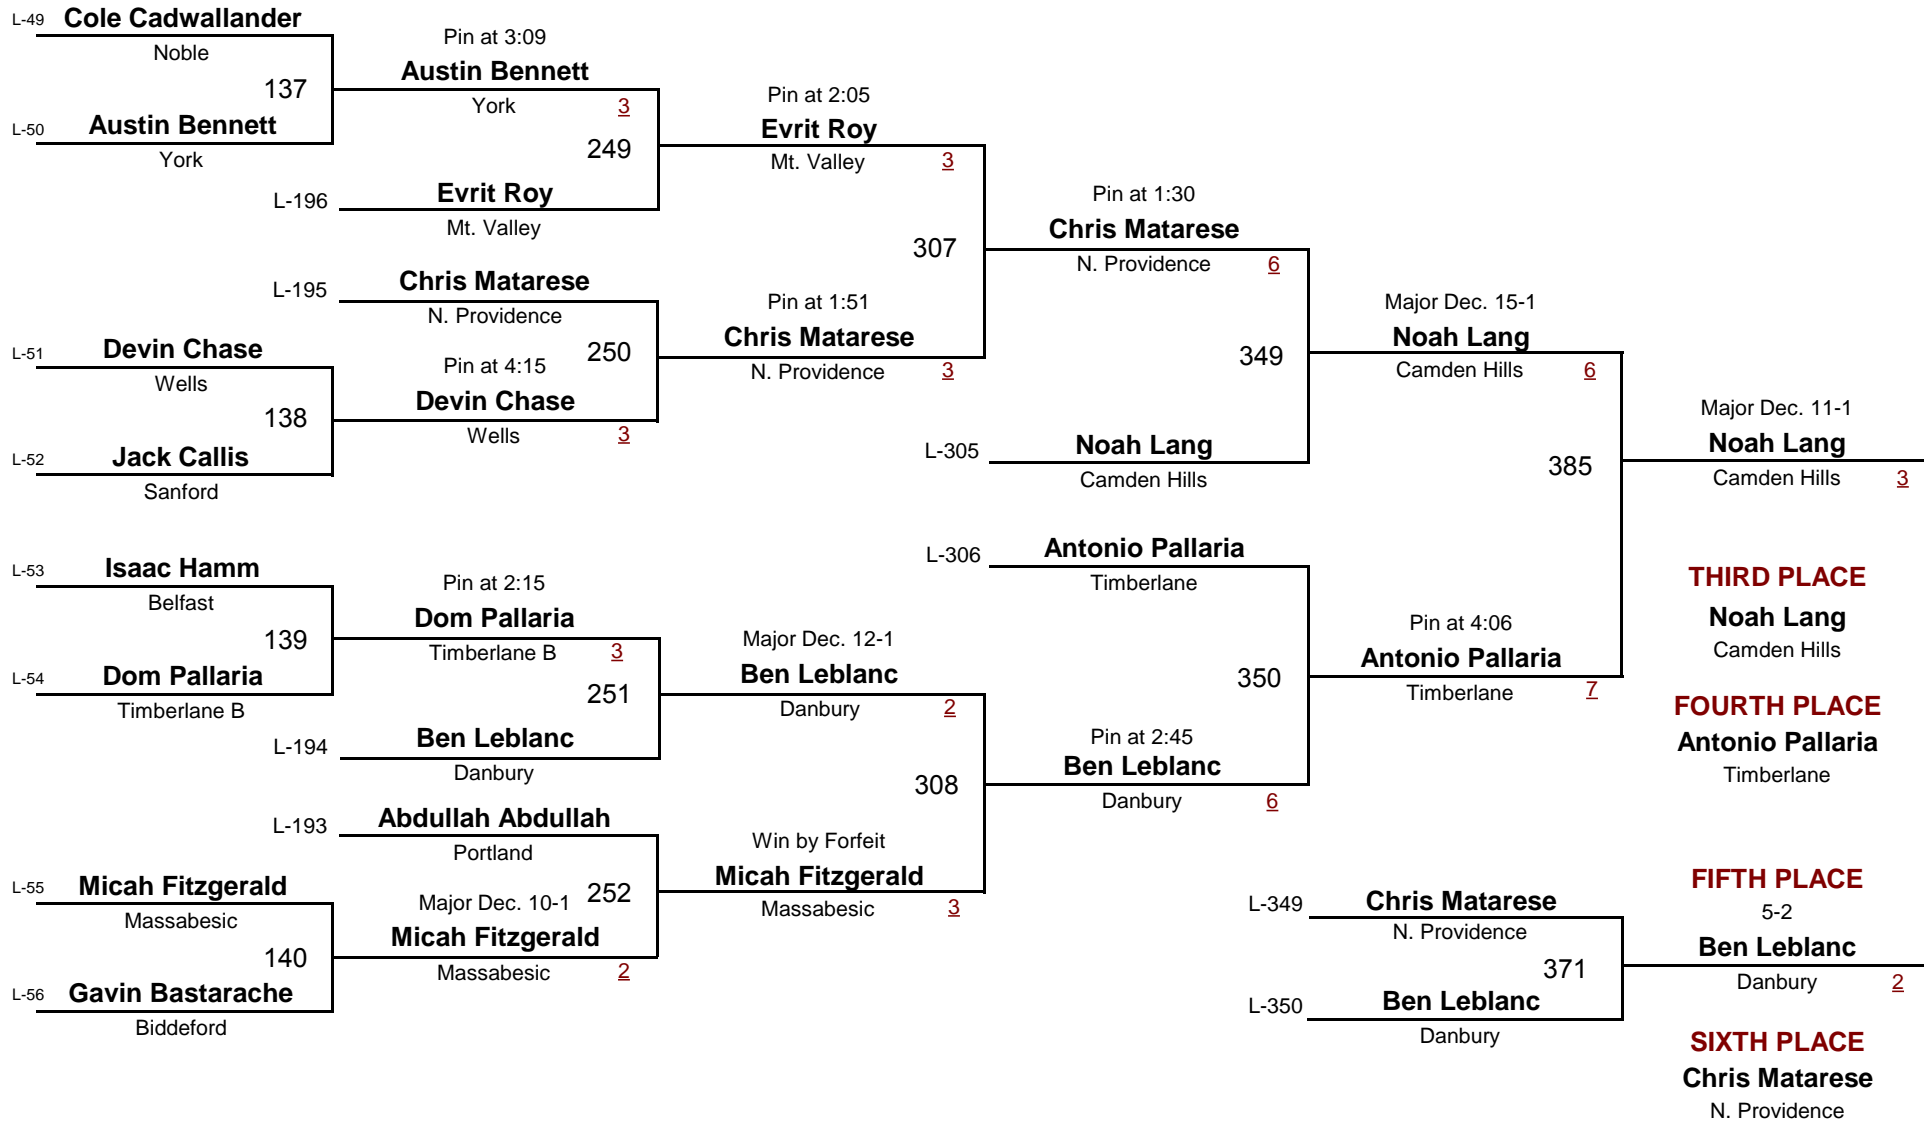 L-49 Cole Cadwallander
Noble
137
L-50 Austin Bennett
York
Pin at 3:09
Austin Bennett
York 3
249
L-196 Evrit Roy
Mt. Valley
L-195 Chris Matarese
N. Providence
250
L-51 Devin Chase
Wells
138
L-52 Jack Callis
Sanford
Pin at 4:15
Devin Chase
Wells 3
Pin at 2:05
Evrit Roy
Mt. Valley 3
307
Pin at 1:51
Chris Matarese
N. Providence 3
Pin at 1:30
Chris Matarese
N. Providence 6
349
L-305 Noah Lang
Camden Hills
Major Dec. 15-1
Noah Lang
Camden Hills 6
385
Major Dec. 11-1
Noah Lang
Camden Hills 3
L-53 Isaac Hamm
Belfast
139
L-54 Dom Pallaria
Timberlane B
Pin at 2:15
Dom Pallaria
Timberlane B 3
251
L-194 Ben Leblanc
Danbury
L-193 Abdullah Abdullah
Portland
252
L-55 Micah Fitzgerald
Massabesic
140
L-56 Gavin Bastarache
Biddeford
Major Dec. 10-1
Micah Fitzgerald
Massabesic 2
Major Dec. 12-1
Ben Leblanc
Danbury 2
308
Win by Forfeit
Micah Fitzgerald
Massabesic 3
L-306 Antonio Pallaria
Timberlane
350
Pin at 2:45
Ben Leblanc
Danbury 6
Pin at 4:06
Antonio Pallaria
Timberlane 7
THIRD PLACE
Noah Lang
Camden Hills
FOURTH PLACE
Antonio Pallaria
Timberlane
L-349 Chris Matarese
N. Providence
371
L-350 Ben Leblanc
Danbury
FIFTH PLACE
5-2
Ben Leblanc
Danbury 2
SIXTH PLACE
Chris Matarese
N. Providence